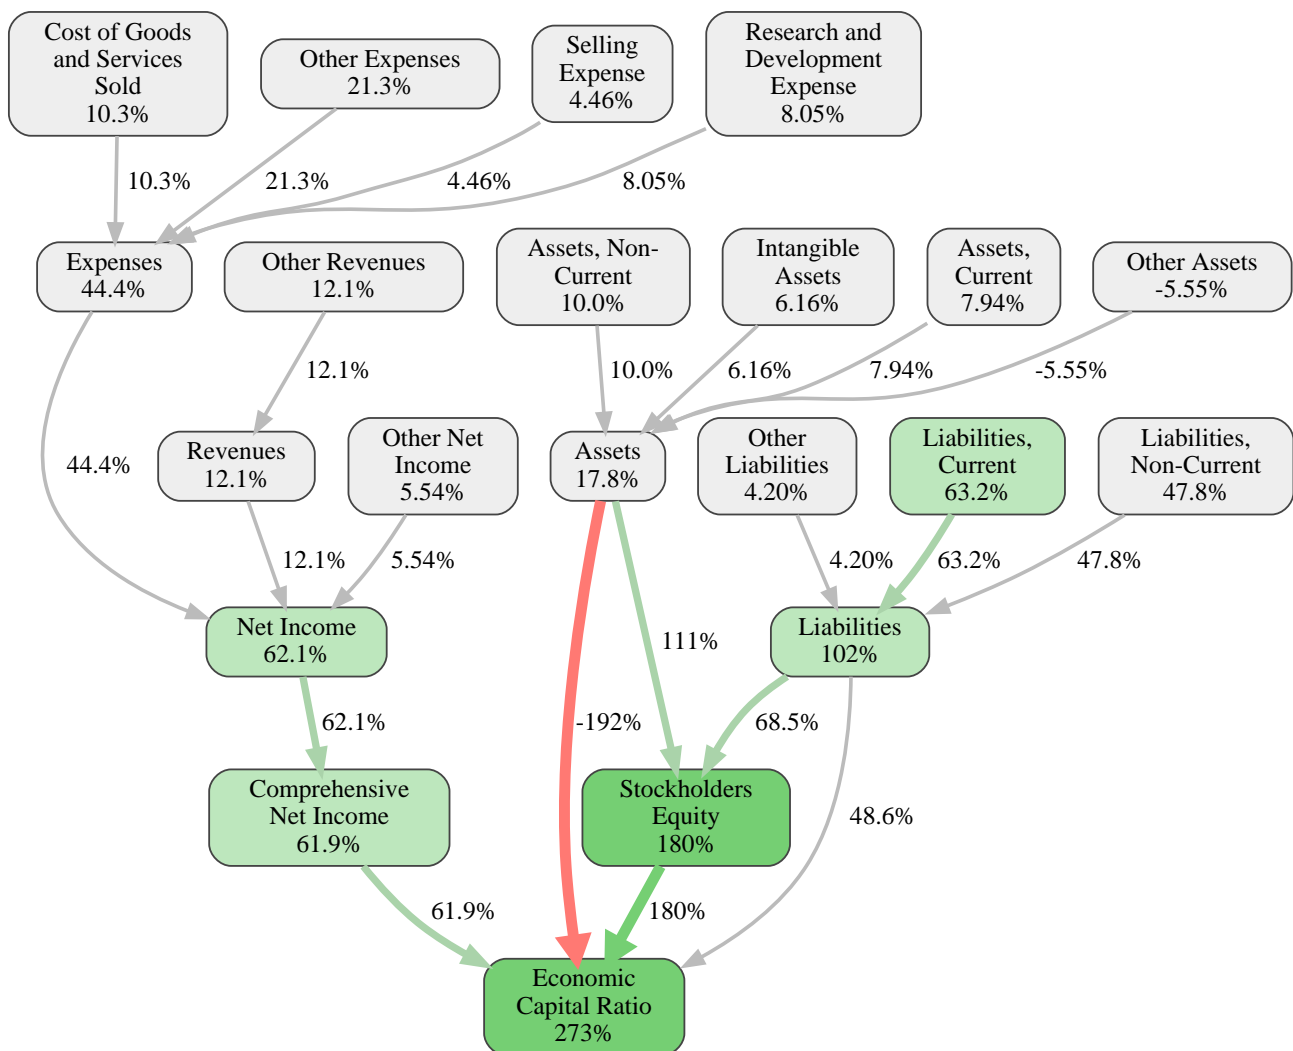 Cost of Goods
and Services
Sold
10.3%
Other Expenses
21.3%
Selling
Expense
4.46%
Research and
Development
Expense
8.05%
10.3%
21.3%
4.46%
8.05%
Expenses
44.4%
Other Revenues
12.1%
Assets, Non-
Current
10.0%
Intangible
Assets
6.16%
Assets,
Current
7.94%
Other Assets
-5.55%
12.1%
10.0%
6.16%
7.94%
-5.55%
44.4%
Revenues
12.1%
Other Net
Income
5.54%
Assets
17.8%
Other
Liabilities
4.20%
Liabilities,
Current
63.2%
Liabilities,
Non-Current
47.8%
12.1%
5.54%
4.20%
63.2%
47.8%
Net Income
62.1%
111%
Liabilities
102%
62.1%
-192%
68.5%
Comprehensive
Net Income
61.9%
Stockholders
Equity
180%
48.6%
61.9%
180%
Economic
Capital Ratio
273%